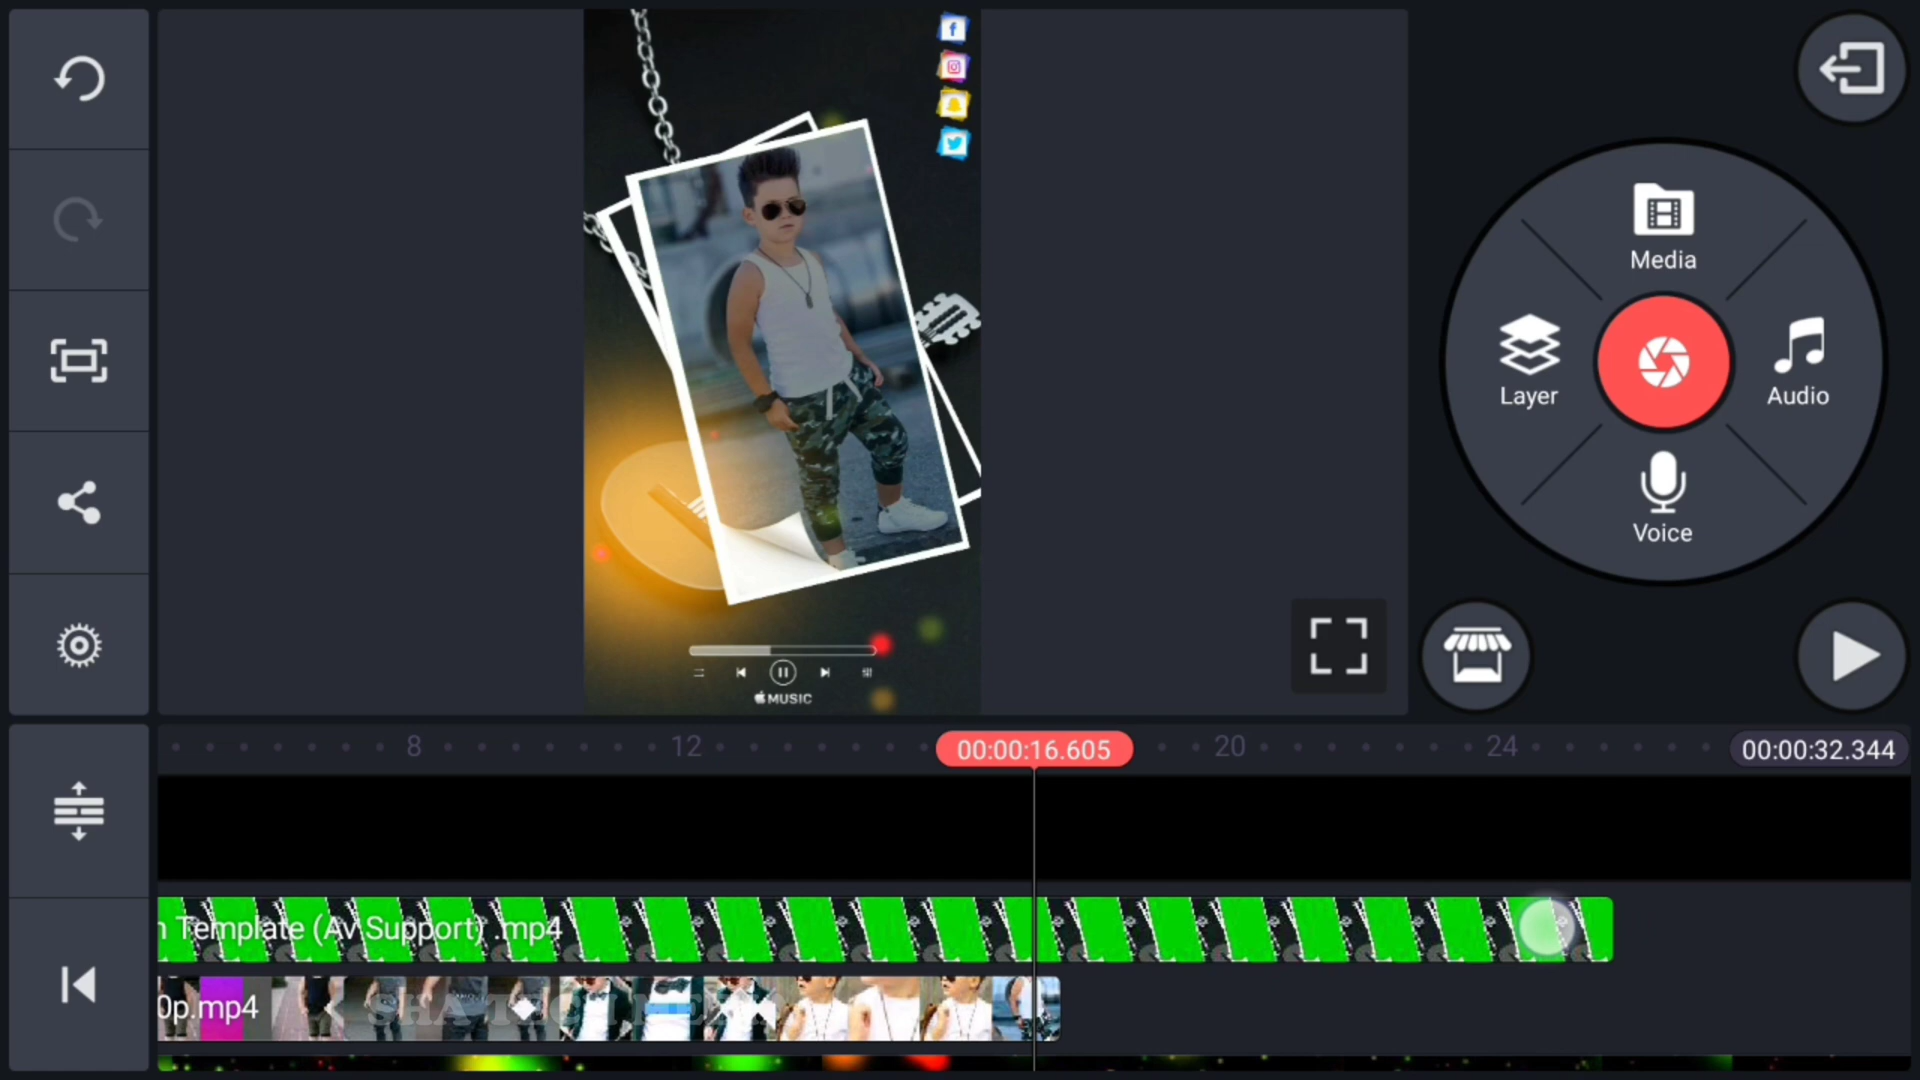 f
MUSIC
Media
Layer
Audio
Voice
8
12
00:00:16.605
20
24
00:00:32.344
n Template (Av Support) .mp4
0p.mp4